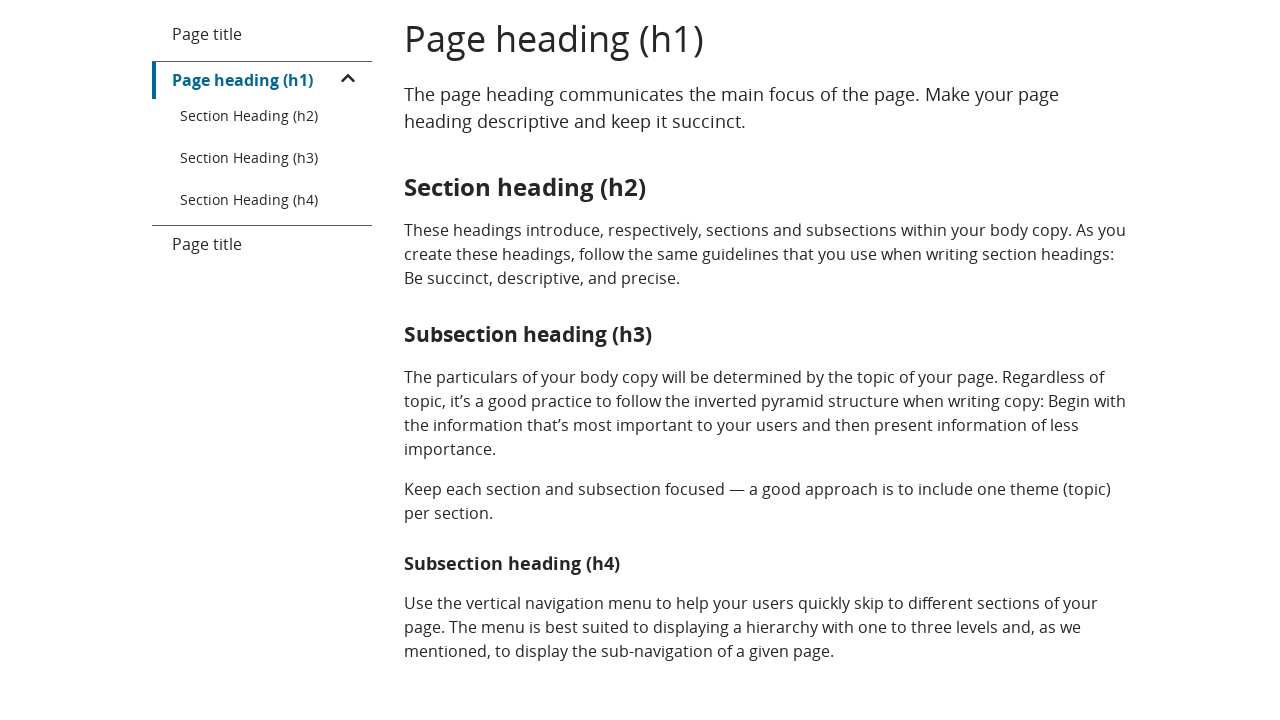 Page title
Page heading (h1)
Section Heading (h2)
Section Heading (h3)
Section Heading (h4)
Page title
Page heading (h1)
The page heading communicates the main focus of the page. Make your page
heading descriptive and keep it succinct.
Section heading (h2)
These headings introduce, respectively, sections and subsections within your body copy. As you
create these headings, follow the same guidelines that you use when writing section headings:
Be succinct, descriptive, and precise.
Subsection heading (h3)
The particulars of your body copy will be determined by the topic of your page. Regardless of
topic, it’s a good practice to follow the inverted pyramid structure when writing copy: Begin with
the information that’s most important to your users and then present information of less
importance.
Keep each section and subsection focused — a good approach is to include one theme (topic)
per section.
Subsection heading (h4)
Use the vertical navigation menu to help your users quickly skip to different sections of your
page. The menu is best suited to displaying a hierarchy with one to three levels and, as we
mentioned, to display the sub-navigation of a given page.